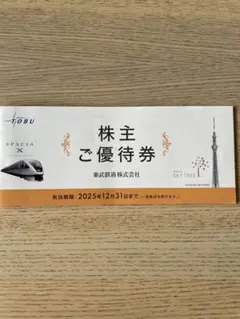 TOBU
SPACIA
X
株主
ご優待券
東武鉄道株式会社
SKYTREE
有効期限・2025年12月31日まで